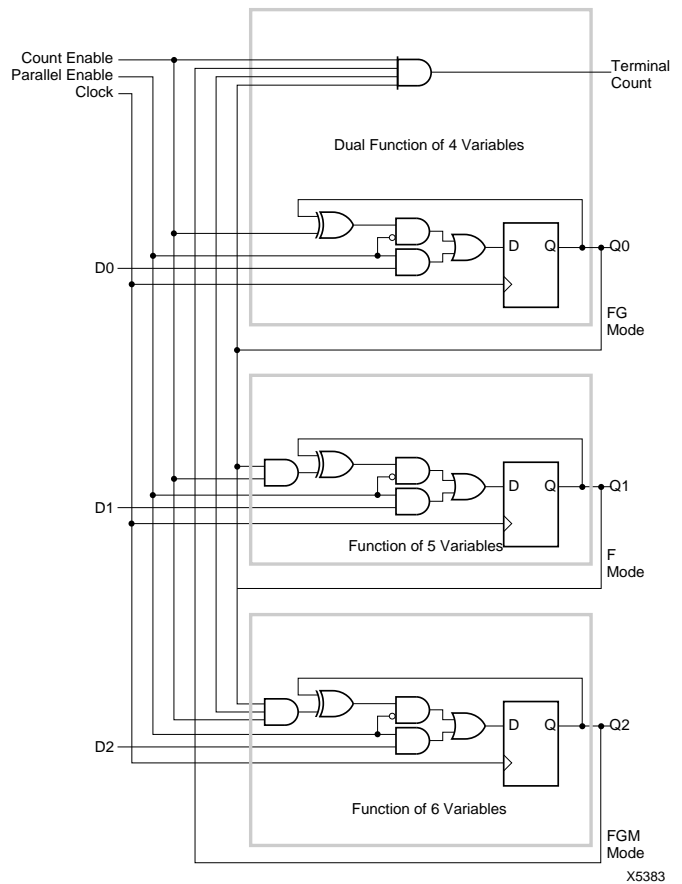 Count Enable
Parallel Enable
Clock
Terminal
Count
Dual Function of 4 Variables
D Q
Q0
D0
FG
Mode
D Q
Q1
D1
Function of 5 Variables
F
Mode
D Q
Q2
D2
Function of 6 Variables
FGM
Mode
X5383